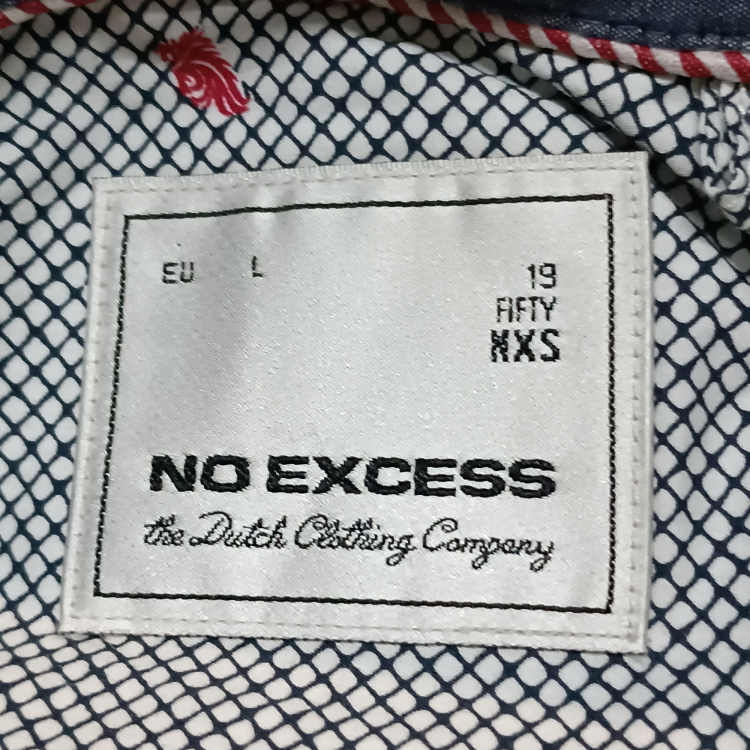 EU L 19
FIFTY
NXS
NO EXCESS
the Dutch Clothing Company